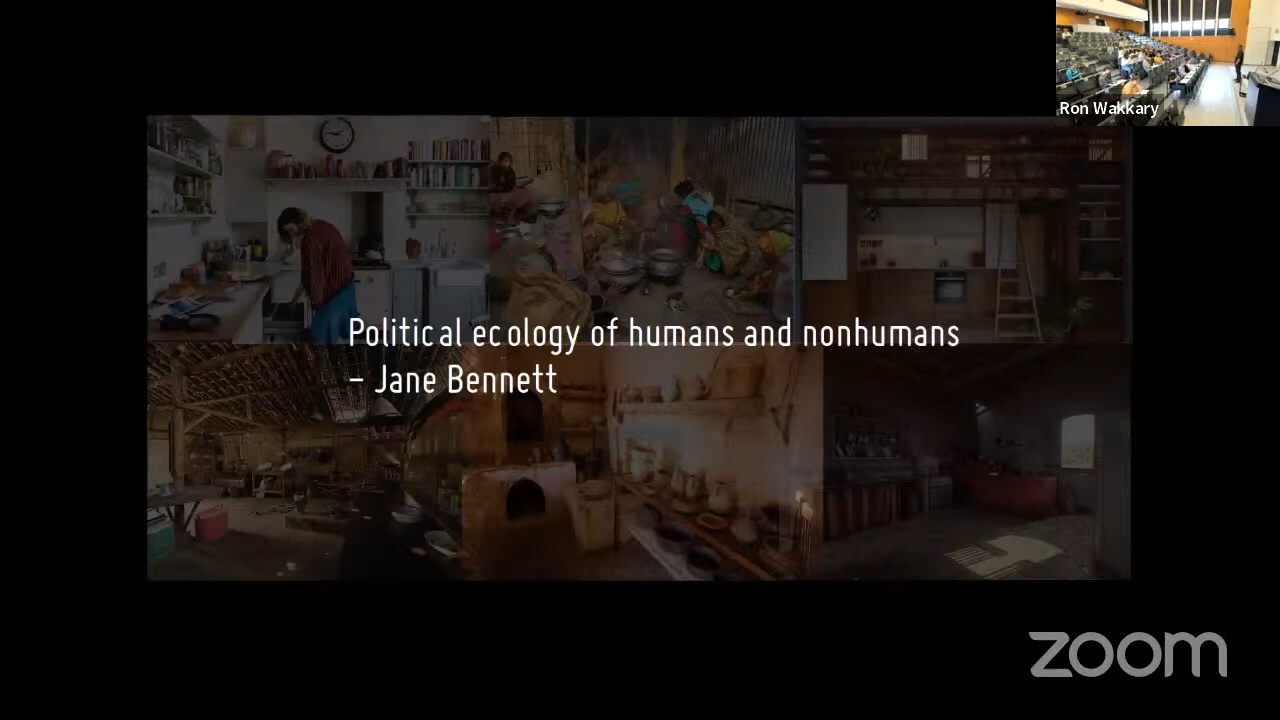 Ron Wakkary
Political ecology of humans and nonhumans
– Jane Bennett
zoom